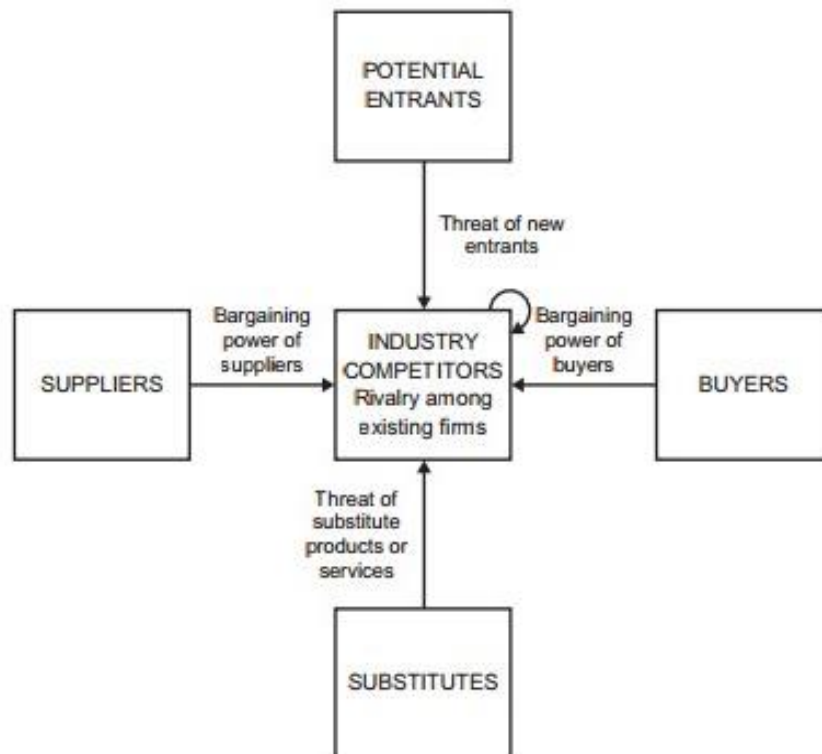 POTENTIAL
ENTRANTS
Threat of new
entrants
Bargaining
power of
suppliers
Bargaining
power of
buyers
SUPPLIERS
INDUSTRY
COMPETITORS
Rivalry among
existing firms
BUYERS
Threat of
substitute
products or
services
SUBSTITUTES